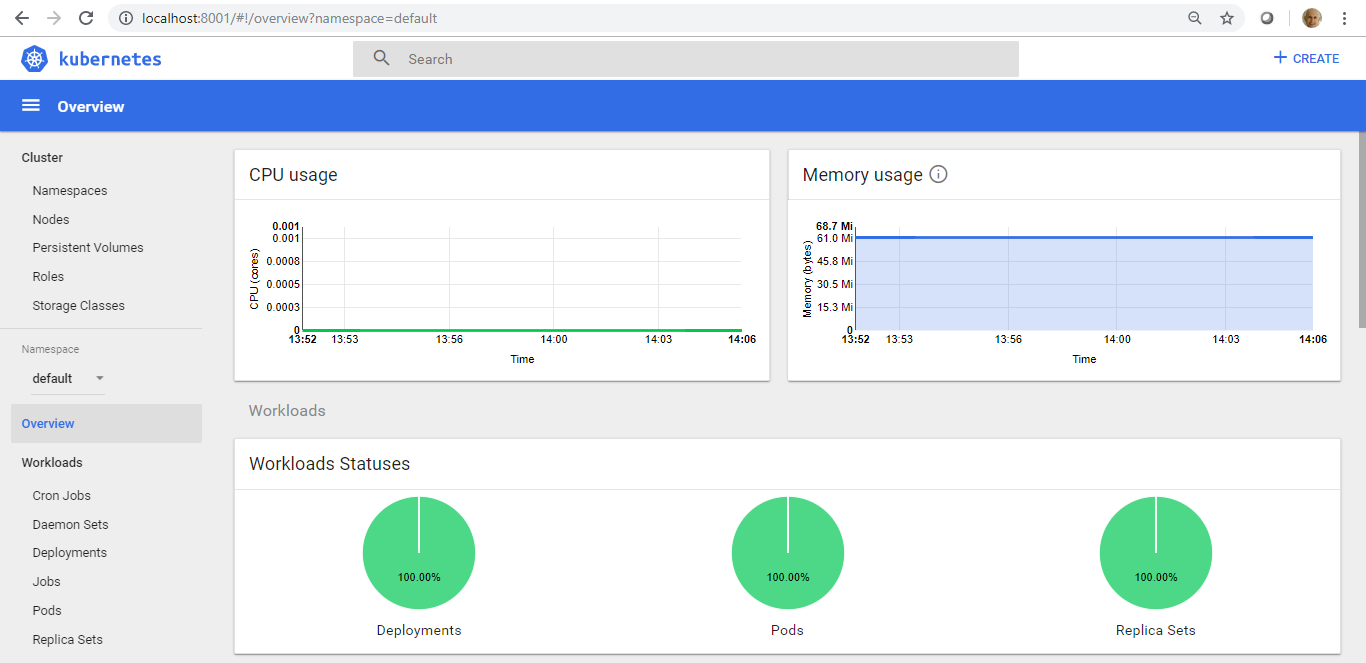 localhost:8001/#!/overview?namespace=default
kubernetes
Search
CREATE
Overview
Cluster
Namespaces
Nodes
Persistent Volumes
Roles
Storage Classes
Namespace
default
Overview
Workloads
Cron Jobs
Daemon Sets
Deployments
Jobs
Pods
Replica Sets
CPU usage
CPU (cores)
0.001
0.001
0.0008
0.0005
0.0003
0
13:52 13:53 13:56 14:00 14:03 14:06
Time
Memory usage
Memory (bytes)
68.7 Mi
61.0 Mi
45.8 Mi
30.5 Mi
15.3 Mi
0
13:52 13:53 13:56 14:00 14:03 14:06
Time
Workloads
Workloads Statuses
100.00% 100.00% 100.00%
Deployments Pods Replica Sets